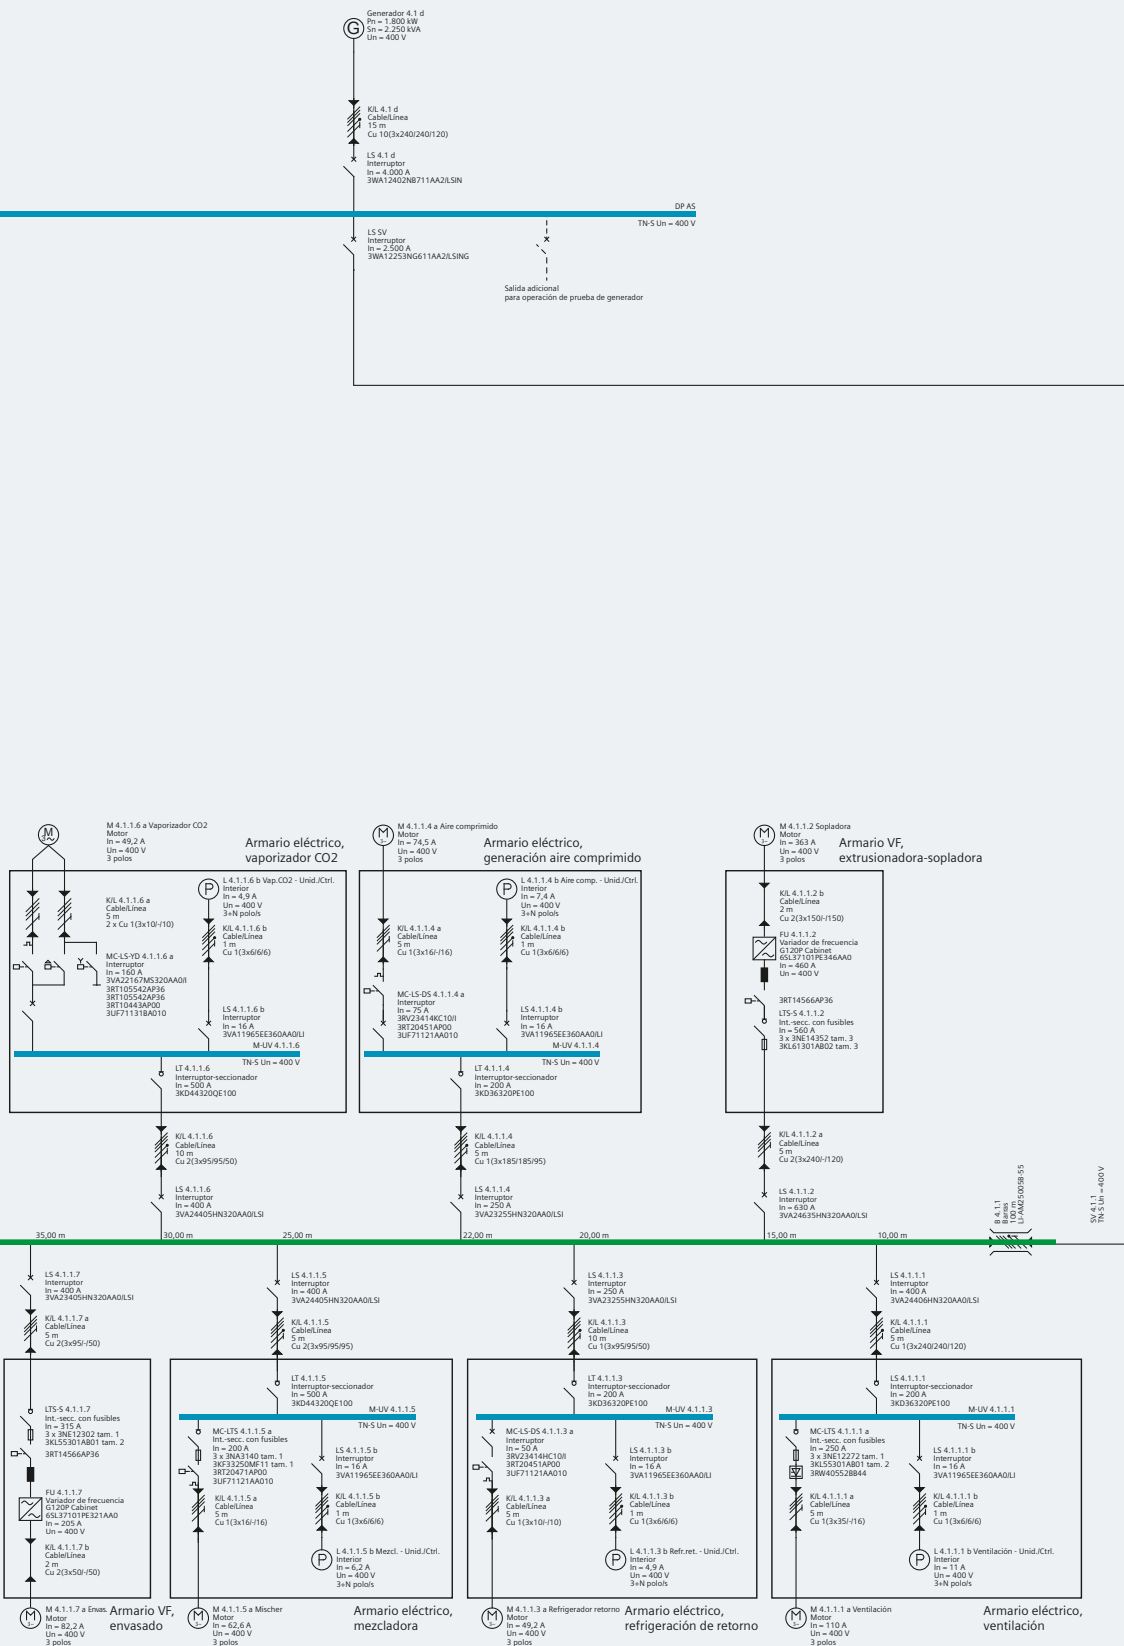 Generador 4.1 d
Pn = 1.800 kW
Sn = 2.250 kVA
Un = 400 V
G
K/L 4.1 d
Cable/Línea
15 m
Cu 10(3x240/240/120)
LS 4.1 d
Interruptor
In = 4.000 A
3WA12402NB711AA2/LSIN
DP AS
TN-S Un = 400 V
LS SV
Interruptor
In = 2.500 A
3WA12253NG611AA2/LSING
Salida adicional
para operación de prueba de generador
M 4.1.1.6 a Vaporizador CO2
Motor
In = 49,2 A
Un = 400 V
3 polos
M
3~
Armario eléctrico,
vaporizador CO2
L 4.1.1.6 b Vap.CO2 - Unid./Ctrl.
Interior
In = 4,9 A
Un = 400 V
3+N polo/s
P
K/L 4.1.1.6 a
Cable/Línea
5 m
2 x Cu 1(3x10/-/10)
K/L 4.1.1.6 b
Cable/Línea
1 m
Cu 1(3x6/6/6)
MC-LS-YD 4.1.1.6 a
Interruptor
In = 160 A
3VA22167MS320AA0/I
3RT105542AP36
3RT105542AP36
3RT10443AP00
3UF71131BA010
Y
LS 4.1.1.6 b
Interruptor
In = 16 A
3VA11965EE360AA0/LI
M-UV 4.1.1.6
TN-S Un = 400 V
LT 4.1.1.6
Interruptor-seccionador
In = 500 A
3KD44320QE100
K/L 4.1.1.6
Cable/Línea
10 m
Cu 2(3x95/95/50)
LS 4.1.1.6
Interruptor
In = 400 A
3VA24405HN320AA0/LSI
M 4.1.1.4 a Aire comprimido
Motor
In = 74,5 A
Un = 400 V
3 polos
M
3~
Armario eléctrico,
generación aire comprimido
L 4.1.1.4 b Aire comp. - Unid./Ctrl.
Interior
In = 7,4 A
Un = 400 V
3+N polo/s
P
K/L 4.1.1.4 a
Cable/Línea
5 m
Cu 1(3x16/-/16)
K/L 4.1.1.4 b
Cable/Línea
1 m
Cu 1(3x6/6/6)
MC-LS-DS 4.1.1.4 a
Interruptor
In = 75 A
3RV23414KC10/I
3RT20451AP00
3UF71121AA010
LS 4.1.1.4 b
Interruptor
In = 16 A
3VA11965EE360AA0/LI
M-UV 4.1.1.4
TN-S Un = 400 V
LT 4.1.1.4
Interruptor-seccionador
In = 200 A
3KD36320PE100
K/L 4.1.1.4
Cable/Línea
5 m
Cu 1(3x185/185/95)
LS 4.1.1.4
Interruptor
In = 250 A
3VA23255HN320AA0/LSI
M 4.1.1.2 Sopladora
Motor
In = 363 A
Un = 400 V
3 polos
M
3~
Armario VF,
extrusionadora-sopladora
K/L 4.1.1.2 b
Cable/Línea
2 m
Cu 2(3x150/-/150)
FU 4.1.1.2
Variador de frecuencia
G120P Cabinet
6SL37101PE346AA0
In = 460 A
Un = 400 V
3RT14566AP36
LTS-S 4.1.1.2
Int.-secc. con fusibles
In = 560 A
3 x 3NE14352 tam. 3
3KL61301AB02 tam. 3
K/L 4.1.1.2 a
Cable/Línea
5 m
Cu 2(3x240/-/120)
LS 4.1.1.2
Interruptor
In = 630 A
3VA24635HN320AA0/LSI
B 4.1.1
Barras
100 m
LI-AM25005B-55
SV 4.1.1
TN-S Un = 400 V
35,00 m
30,00 m
25,00 m
22,00 m
20,00 m
15,00 m
10,00 m
LS 4.1.1.7
Interruptor
In = 400 A
3VA23405HN320AA0/LSI
K/L 4.1.1.7 a
Cable/Línea
5 m
Cu 2(3x95/-/50)
LTS-S 4.1.1.7
Int.-secc. con fusibles
In = 315 A
3 x 3NE12302 tam. 1
3KL55301AB01 tam. 2
3RT14566AP36
FU 4.1.1.7
Variador de frecuencia
G120P Cabinet
6SL37101PE321AA0
In = 205 A
Un = 400 V
K/L 4.1.1.7 b
Cable/Línea
2 m
Cu 2(3x50/-/50)
M 4.1.1.7 a Envas.
Motor
In = 82,2 A
Un = 400 V
3 polos
M
3~
Armario VF,
envasado
LS 4.1.1.5
Interruptor
In = 400 A
3VA24405HN320AA0/LSI
K/L 4.1.1.5
Cable/Línea
5 m
Cu 2(3x95/95/95)
LT 4.1.1.5
Interruptor-seccionador
In = 500 A
3KD44320QE100
M-UV 4.1.1.5
TN-S Un = 400 V
MC-LTS 4.1.1.5 a
Int.-secc. con fusibles
In = 200 A
3 x 3NA3140 tam. 1
3KF33250MF11 tam. 1
3RT20471AP00
3UF71121AA010
LS 4.1.1.5 b
Interruptor
In = 16 A
3VA11965EE360AA0/LI
K/L 4.1.1.5 a
Cable/Línea
5 m
Cu 1(3x16/-/16)
K/L 4.1.1.5 b
Cable/Línea
1 m
Cu 1(3x6/6/6)
P
L 4.1.1.5 b Mezcl. - Unid./Ctrl.
Interior
In = 6,2 A
Un = 400 V
3+N polo/s
M
3~
M 4.1.1.5 a Mischer
Motor
In = 62,6 A
Un = 400 V
3 polos
Armario eléctrico,
mezcladora
LS 4.1.1.3
Interruptor
In = 250 A
3VA23255HN320AA0/LSI
K/L 4.1.1.3
Cable/Línea
10 m
Cu 1(3x95/95/50)
LT 4.1.1.3
Interruptor-seccionador
In = 200 A
3KD36320PE100
M-UV 4.1.1.3
TN-S Un = 400 V
MC-LS-DS 4.1.1.3 a
Interruptor
In = 50 A
3RV23414HC10/I
3RT20451AP00
3UF71121AA010
LS 4.1.1.3 b
Interruptor
In = 16 A
3VA11965EE360AA0/LI
K/L 4.1.1.3 a
Cable/Línea
5 m
Cu 1(3x10/-/10)
K/L 4.1.1.3 b
Cable/Línea
1 m
Cu 1(3x6/6/6)
P
L 4.1.1.3 b Refr.ret. - Unid./Ctrl.
Interior
In = 4,9 A
Un = 400 V
3+N polo/s
M
3~
M 4.1.1.3 a Refrigerador retorno
Motor
In = 49,2 A
Un = 400 V
3 polos
Armario eléctrico,
refrigeración de retorno
LS 4.1.1.1
Interruptor
In = 400 A
3VA24406HN320AA0/LSI
K/L 4.1.1.1
Cable/Línea
5 m
Cu 1(3x240/240/120)
LS 4.1.1.1
Interruptor-seccionador
In = 200 A
3KD36320PE100
M-UV 4.1.1.1
TN-S Un = 400 V
MC-LTS 4.1.1.1 a
Int.-secc. con fusibles
In = 250 A
3 x 3NE12272 tam. 1
3KL55301AB01 tam. 2
3RW40552BB44
LS 4.1.1.1 b
Interruptor
In = 16 A
3VA11965EE360AA0/LI
K/L 4.1.1.1 a
Cable/Línea
5 m
Cu 1(3x35/-/16)
K/L 4.1.1.1 b
Cable/Línea
1 m
Cu 1(3x6/6/6)
P
L 4.1.1.1 b Ventilación - Unid./Ctrl.
Interior
In = 11 A
Un = 400 V
3+N polo/s
M
3~
M 4.1.1.1 a Ventilación
Motor
In = 110 A
Un = 400 V
3 polos
Armario eléctrico,
ventilación